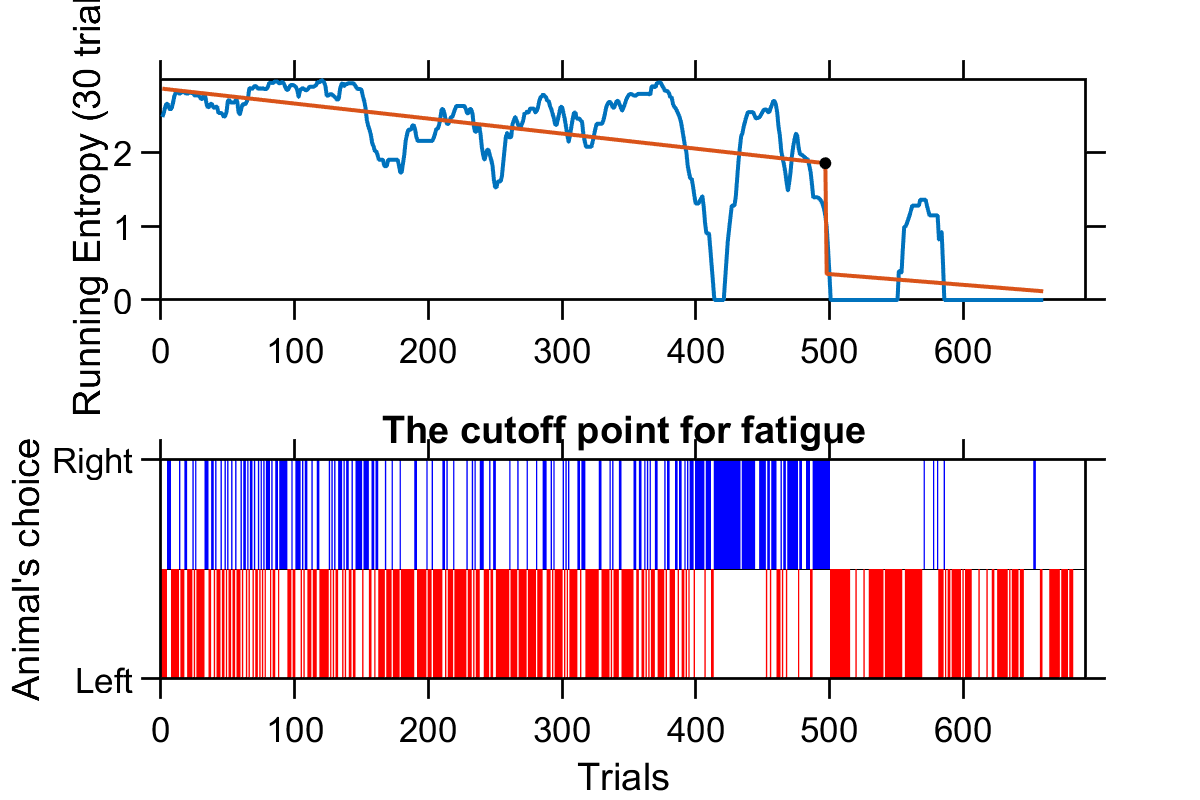 Running Entropy (30 trial
2
1
0
0 100 200 300 400 500 600
The cutoff point for fatigue
Animal's choice
Right
Left
0 100 200 300 400 500 600
Trials